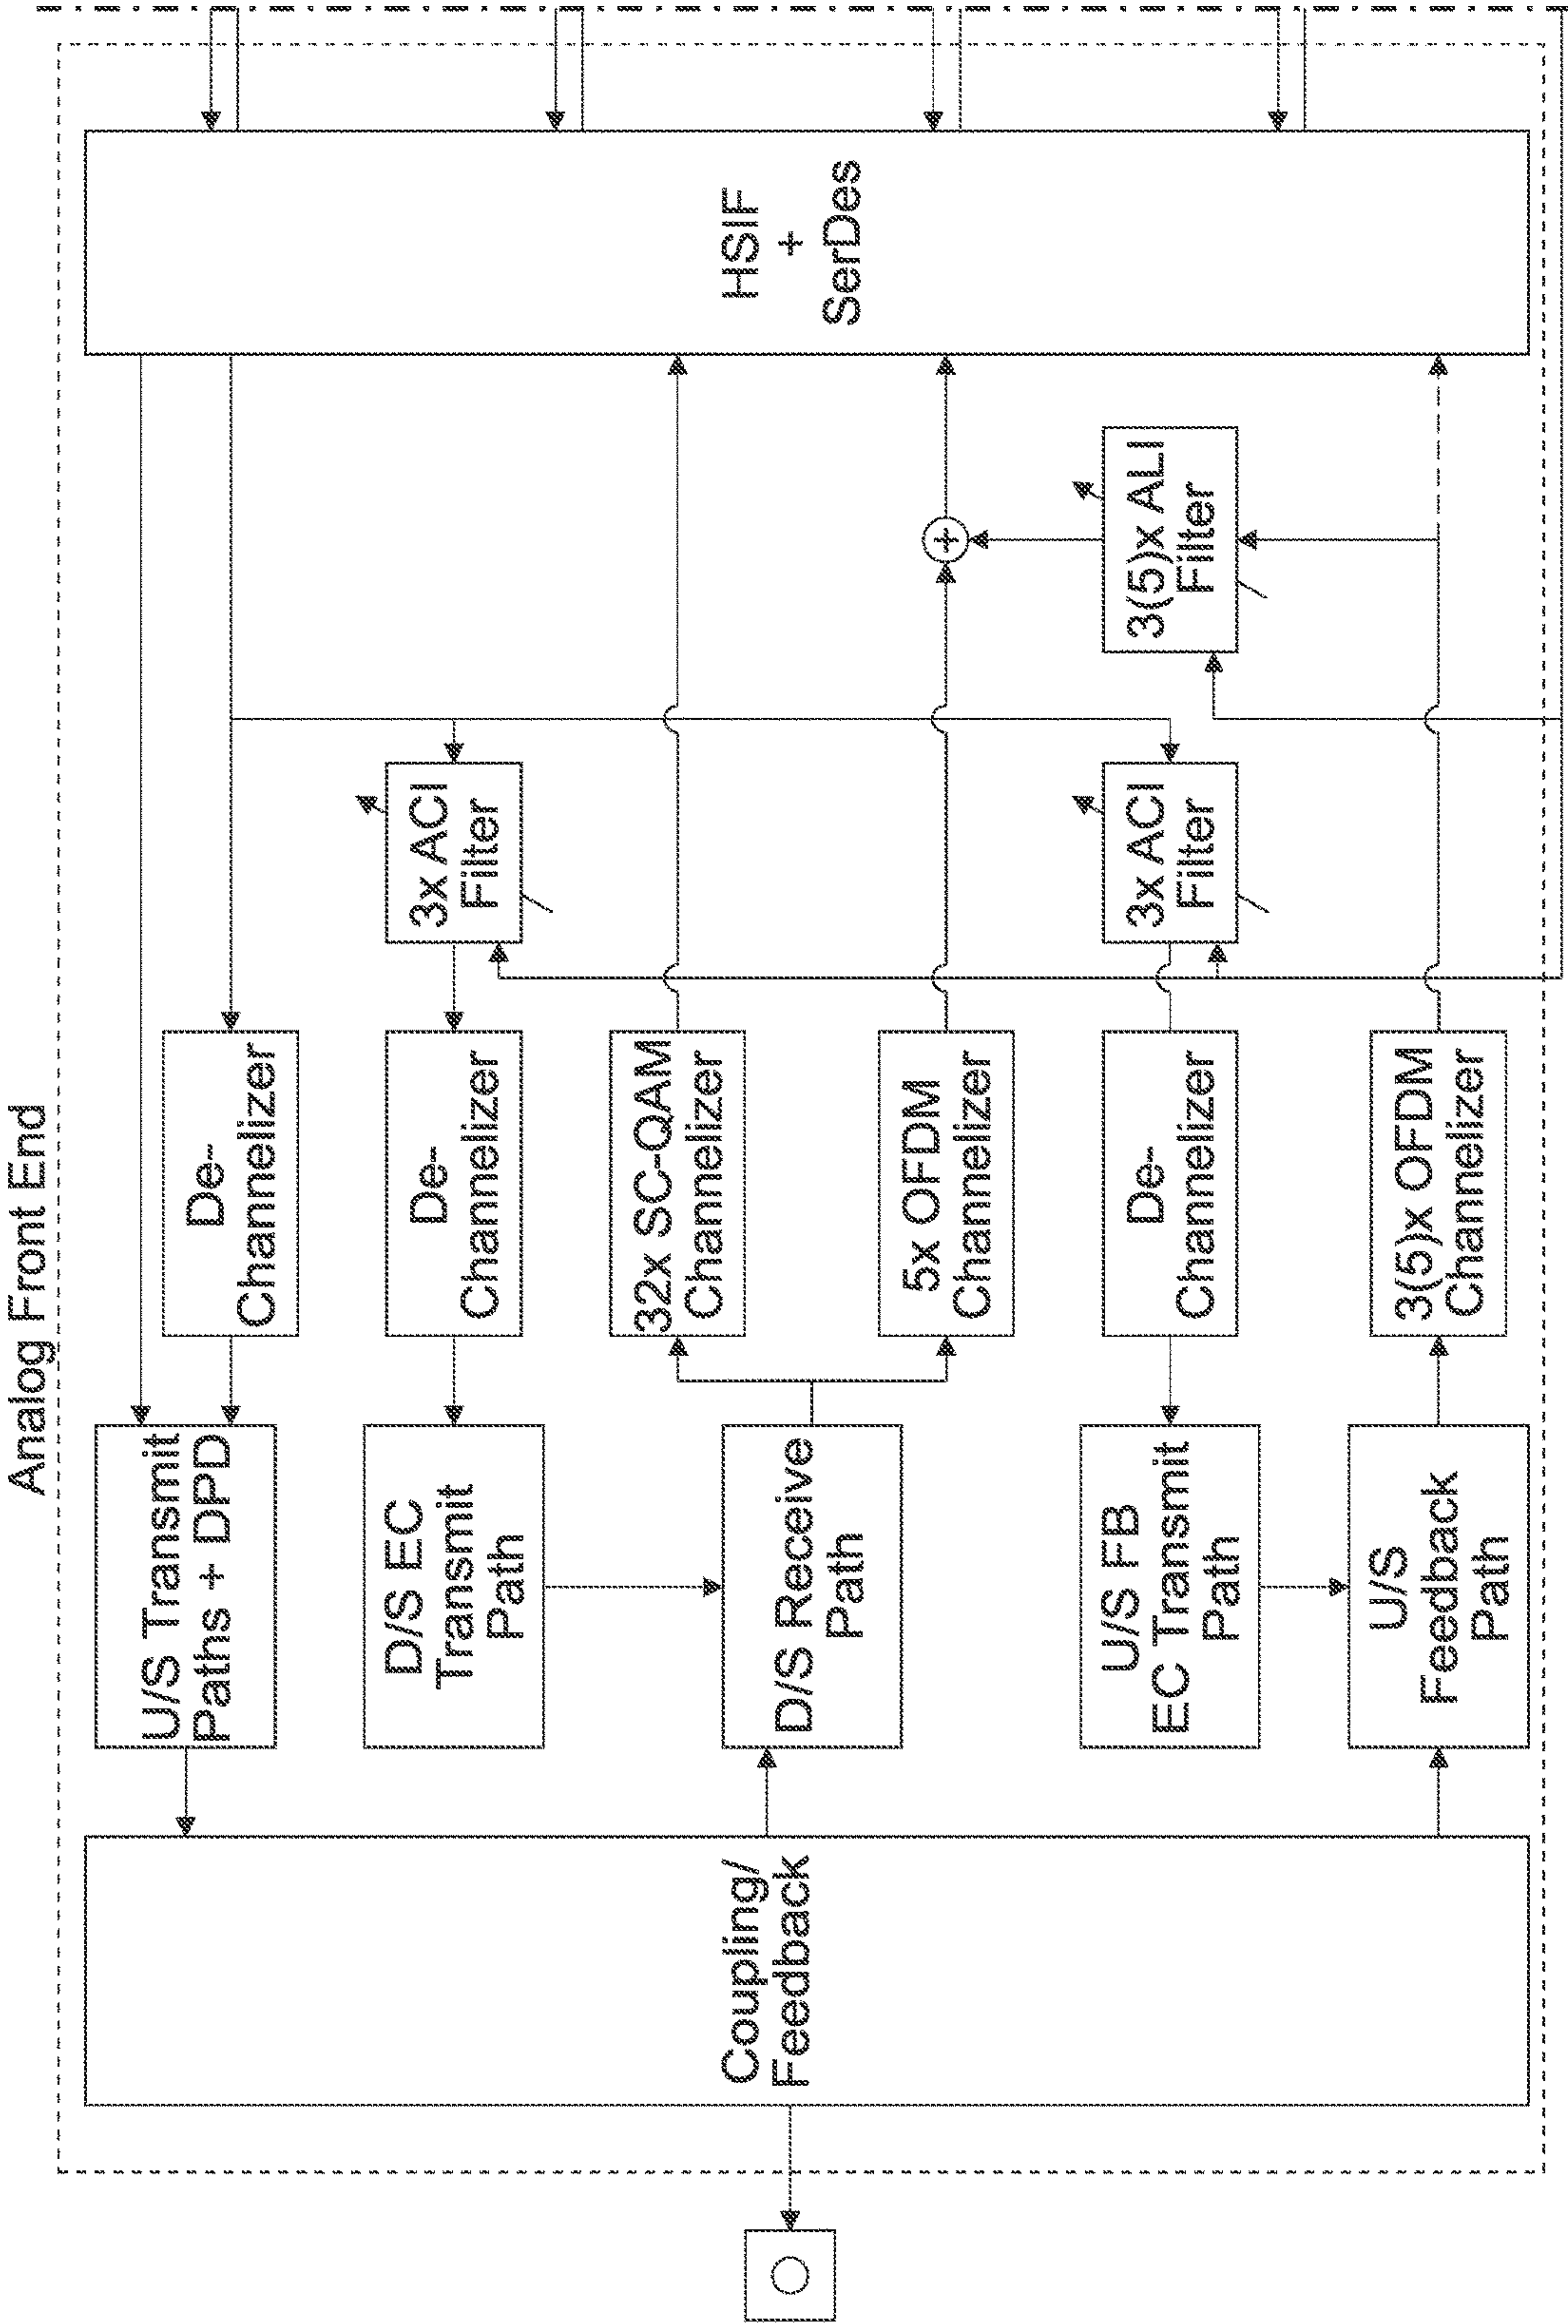 Analog Front End
Coupling/
Feedback
U/S Transmit
Paths + DPD
De-
Channelizer
D/S EC
Transmit
Path
De-
Channelizer
3x ACI
Filter
D/S Receive
Path
32x SC-QAM
Channelizer
5x OFDM
Channelizer
U/S FB
EC Transmit
Path
De-
Channelizer
3x ACI
Filter
3(5)x ALI
Filter
U/S
Feedback
Path
3(5)x OFDM
Channelizer
HSIF
+
SerDes
+